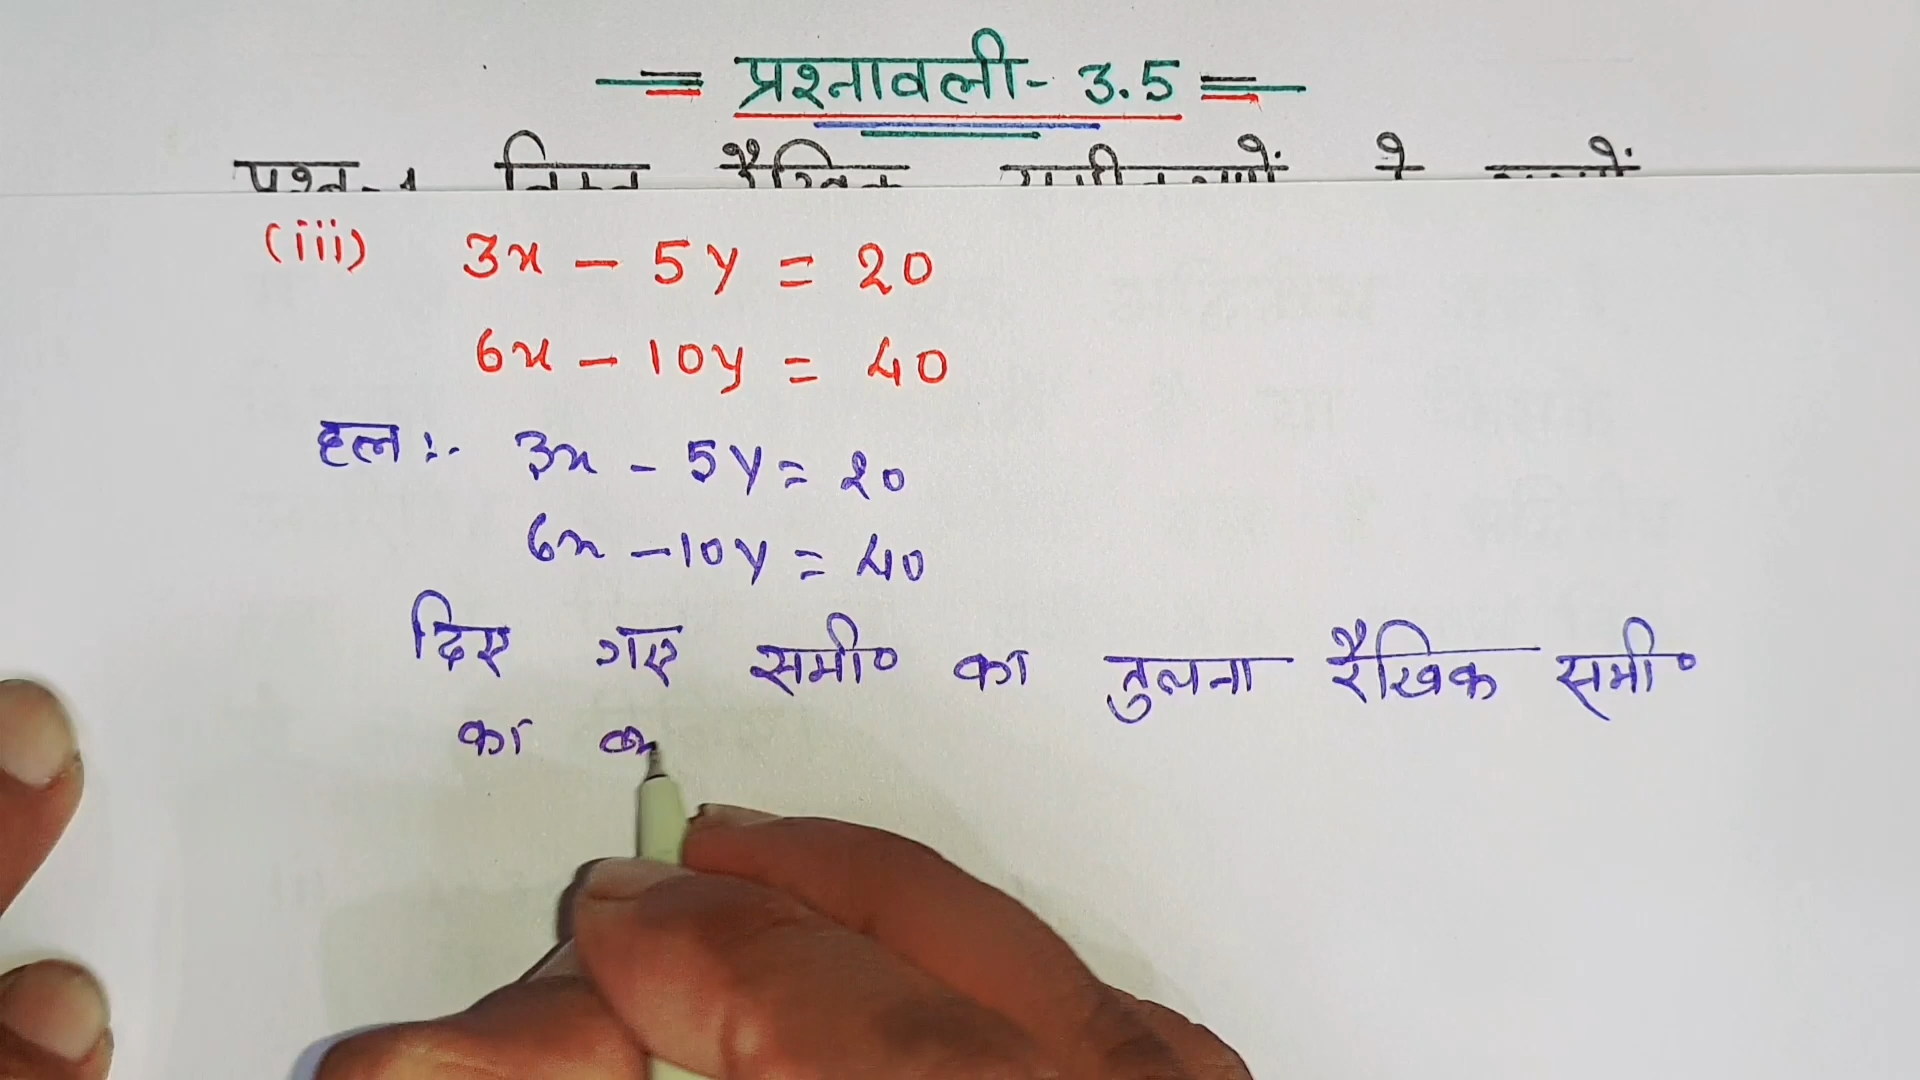 प्रश्नावली- 3.5
(iii) 3x - 5y = 20
6x - 10y = 40
हल :- 3x - 5y = 20
6x - 10y = 40
दिए गए समी० का तुलना रैखिक समी०
का